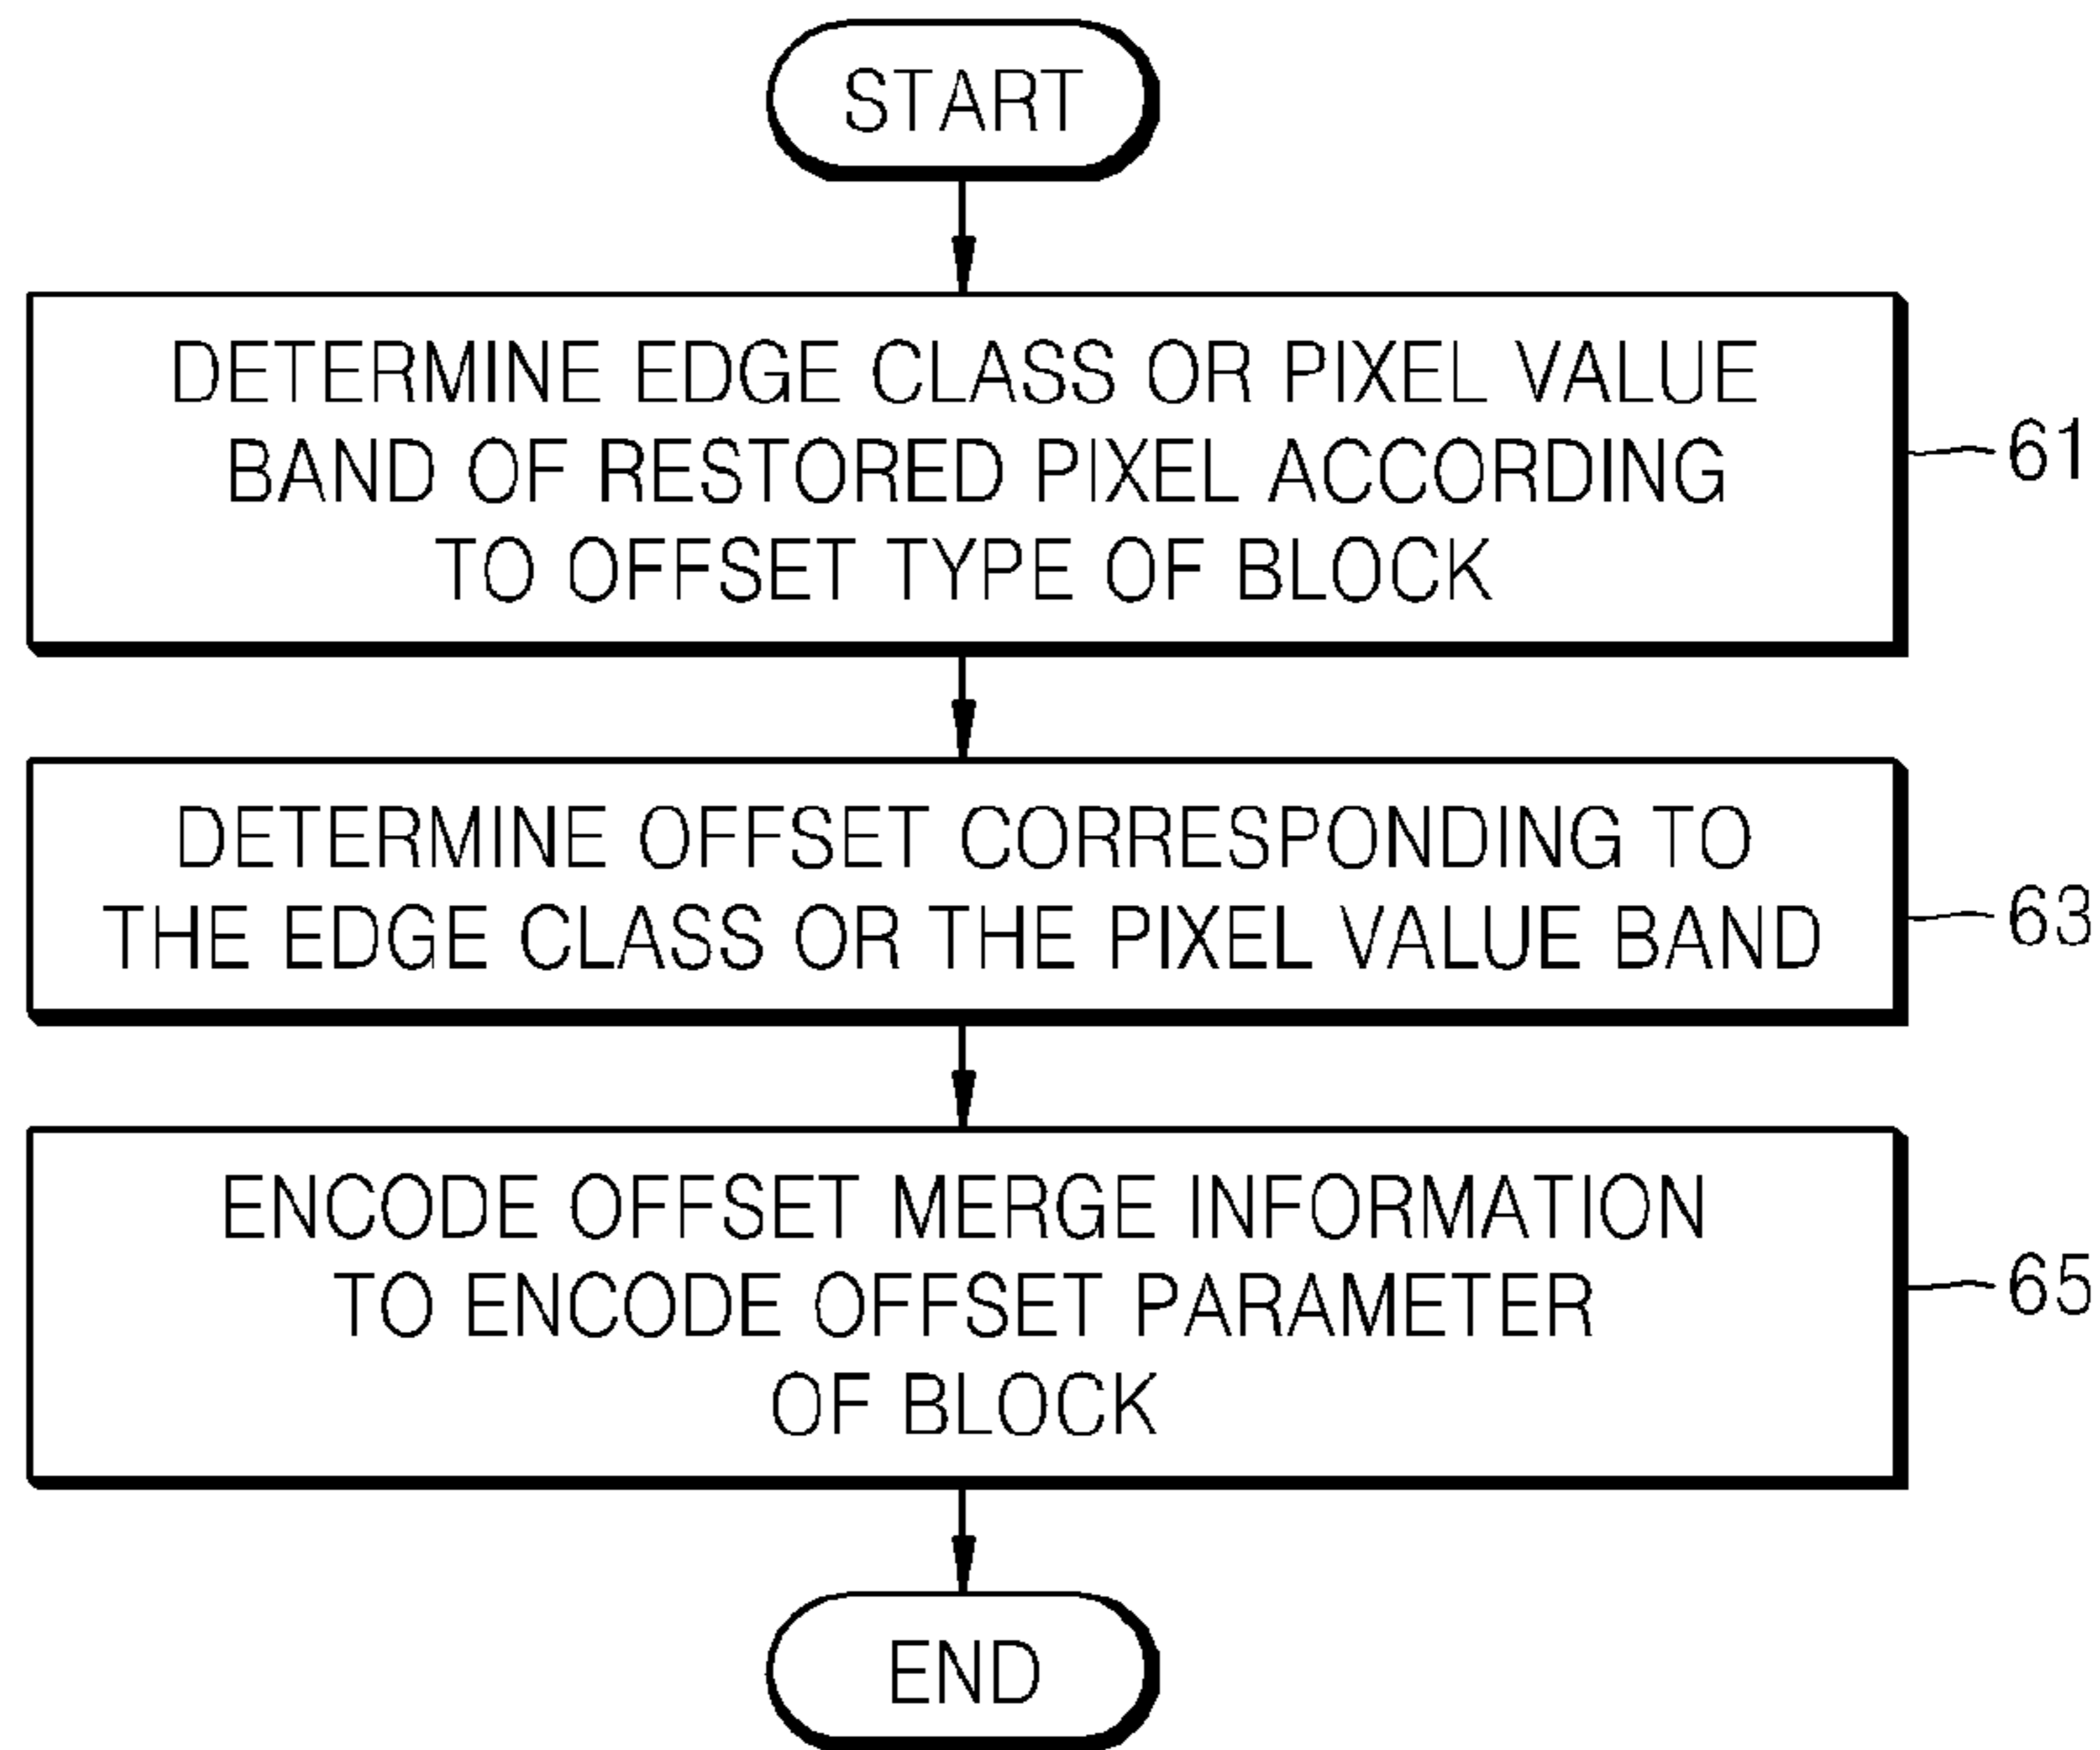 START
DETERMINE EDGE CLASS OR PIXEL VALUE
BAND OF RESTORED PIXEL ACCORDING
TO OFFSET TYPE OF BLOCK
61
DETERMINE OFFSET CORRESPONDING TO
THE EDGE CLASS OR THE PIXEL VALUE BAND
63
ENCODE OFFSET MERGE INFORMATION
TO ENCODE OFFSET PARAMETER
OF BLOCK
65
END